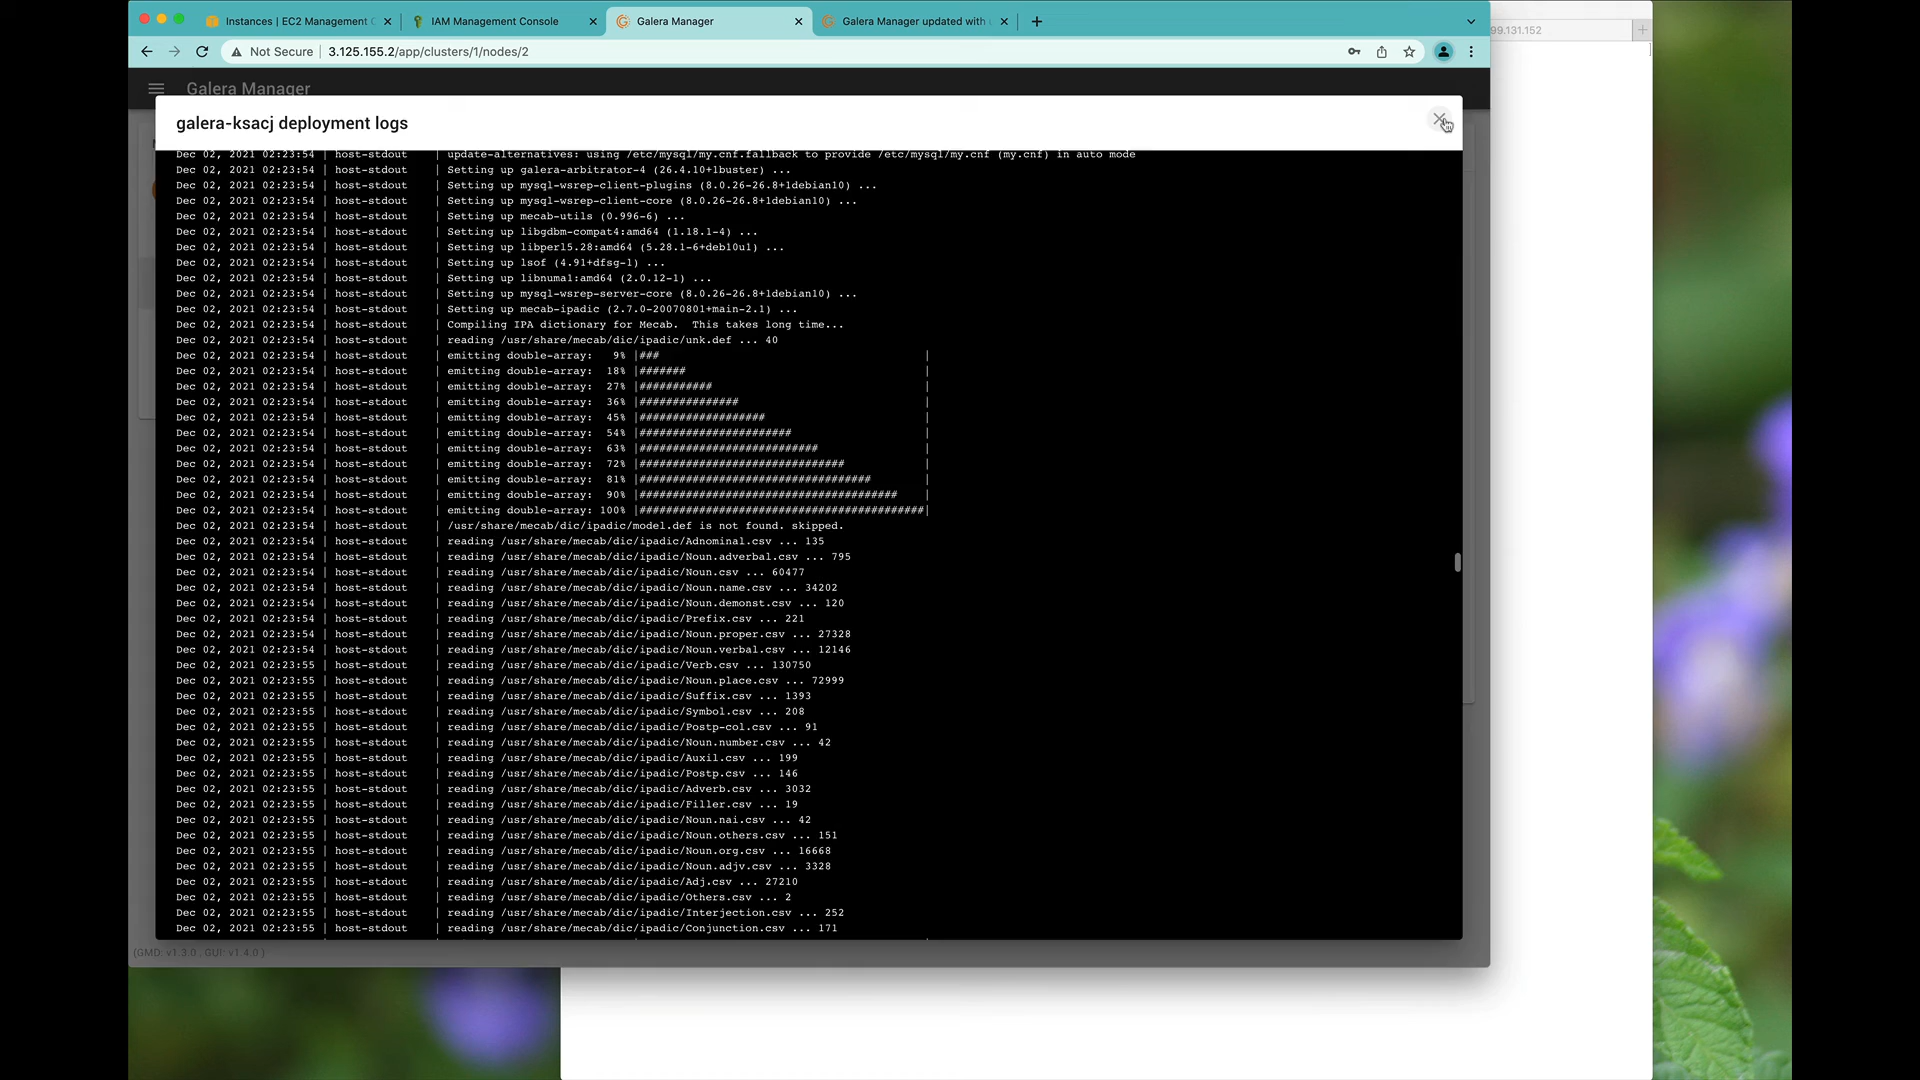 Instances | EC2 Management C
IAM Management Console
Galera Manager
Galera Manager updated with
99.131.152
Not Secure | 3.125.155.2/app/clusters/1/nodes/2
Galera Manager
galera-ksacj deployment logs
Dec 02, 2021 02:23:54 | host-stdout | update-alternatives: using /etc/mysql/my.cnf.fallback to provide /etc/mysql/my.cnf (my.cnf) in auto mode
Dec 02, 2021 02:23:54 | host-stdout | Setting up galera-arbitrator-4 (26.4.10+1buster) ...
Dec 02, 2021 02:23:54 | host-stdout | Setting up mysql-wsrep-client-plugins (8.0.26-26.8+1debian10) ...
Dec 02, 2021 02:23:54 | host-stdout | Setting up mysql-wsrep-client-core (8.0.26-26.8+1debian10) ...
Dec 02, 2021 02:23:54 | host-stdout | Setting up mecab-utils (0.996-6) ...
Dec 02, 2021 02:23:54 | host-stdout | Setting up libgdbm-compat4:amd64 (1.18.1-4) ...
Dec 02, 2021 02:23:54 | host-stdout | Setting up libperl5.28:amd64 (5.28.1-6+deb10u1) ...
Dec 02, 2021 02:23:54 | host-stdout | Setting up lsof (4.91+dfsg-1) ...
Dec 02, 2021 02:23:54 | host-stdout | Setting up libnuma1:amd64 (2.0.12-1) ...
Dec 02, 2021 02:23:54 | host-stdout | Setting up mysql-wsrep-server-core (8.0.26-26.8+1debian10) ...
Dec 02, 2021 02:23:54 | host-stdout | Setting up mecab-ipadic (2.7.0-20070801+main-2.1) ...
Dec 02, 2021 02:23:54 | host-stdout | Compiling IPA dictionary for Mecab.  This takes long time...
Dec 02, 2021 02:23:54 | host-stdout | reading /usr/share/mecab/dic/ipadic/unk.def ... 40
Dec 02, 2021 02:23:54 | host-stdout | emitting double-array:   9% |###                                        |
Dec 02, 2021 02:23:54 | host-stdout | emitting double-array:  18% |#######                                    |
Dec 02, 2021 02:23:54 | host-stdout | emitting double-array:  27% |###########                                |
Dec 02, 2021 02:23:54 | host-stdout | emitting double-array:  36% |###############                            |
Dec 02, 2021 02:23:54 | host-stdout | emitting double-array:  45% |###################                        |
Dec 02, 2021 02:23:54 | host-stdout | emitting double-array:  54% |#######################                    |
Dec 02, 2021 02:23:54 | host-stdout | emitting double-array:  63% |###########################                |
Dec 02, 2021 02:23:54 | host-stdout | emitting double-array:  72% |###############################            |
Dec 02, 2021 02:23:54 | host-stdout | emitting double-array:  81% |###################################        |
Dec 02, 2021 02:23:54 | host-stdout | emitting double-array:  90% |#######################################    |
Dec 02, 2021 02:23:54 | host-stdout | emitting double-array: 100% |###########################################|
Dec 02, 2021 02:23:54 | host-stdout | /usr/share/mecab/dic/ipadic/model.def is not found. skipped.
Dec 02, 2021 02:23:54 | host-stdout | reading /usr/share/mecab/dic/ipadic/Adnominal.csv ... 135
Dec 02, 2021 02:23:54 | host-stdout | reading /usr/share/mecab/dic/ipadic/Noun.adverbal.csv ... 795
Dec 02, 2021 02:23:54 | host-stdout | reading /usr/share/mecab/dic/ipadic/Noun.csv ... 60477
Dec 02, 2021 02:23:54 | host-stdout | reading /usr/share/mecab/dic/ipadic/Noun.name.csv ... 34202
Dec 02, 2021 02:23:54 | host-stdout | reading /usr/share/mecab/dic/ipadic/Noun.demonst.csv ... 120
Dec 02, 2021 02:23:54 | host-stdout | reading /usr/share/mecab/dic/ipadic/Prefix.csv ... 221
Dec 02, 2021 02:23:54 | host-stdout | reading /usr/share/mecab/dic/ipadic/Noun.proper.csv ... 27328
Dec 02, 2021 02:23:54 | host-stdout | reading /usr/share/mecab/dic/ipadic/Noun.verbal.csv ... 12146
Dec 02, 2021 02:23:55 | host-stdout | reading /usr/share/mecab/dic/ipadic/Verb.csv ... 130750
Dec 02, 2021 02:23:55 | host-stdout | reading /usr/share/mecab/dic/ipadic/Noun.place.csv ... 72999
Dec 02, 2021 02:23:55 | host-stdout | reading /usr/share/mecab/dic/ipadic/Suffix.csv ... 1393
Dec 02, 2021 02:23:55 | host-stdout | reading /usr/share/mecab/dic/ipadic/Symbol.csv ... 208
Dec 02, 2021 02:23:55 | host-stdout | reading /usr/share/mecab/dic/ipadic/Postp-col.csv ... 91
Dec 02, 2021 02:23:55 | host-stdout | reading /usr/share/mecab/dic/ipadic/Noun.number.csv ... 42
Dec 02, 2021 02:23:55 | host-stdout | reading /usr/share/mecab/dic/ipadic/Auxil.csv ... 199
Dec 02, 2021 02:23:55 | host-stdout | reading /usr/share/mecab/dic/ipadic/Postp.csv ... 146
Dec 02, 2021 02:23:55 | host-stdout | reading /usr/share/mecab/dic/ipadic/Adverb.csv ... 3032
Dec 02, 2021 02:23:55 | host-stdout | reading /usr/share/mecab/dic/ipadic/Filler.csv ... 19
Dec 02, 2021 02:23:55 | host-stdout | reading /usr/share/mecab/dic/ipadic/Noun.nai.csv ... 42
Dec 02, 2021 02:23:55 | host-stdout | reading /usr/share/mecab/dic/ipadic/Noun.others.csv ... 151
Dec 02, 2021 02:23:55 | host-stdout | reading /usr/share/mecab/dic/ipadic/Noun.org.csv ... 16668
Dec 02, 2021 02:23:55 | host-stdout | reading /usr/share/mecab/dic/ipadic/Noun.adjv.csv ... 3328
Dec 02, 2021 02:23:55 | host-stdout | reading /usr/share/mecab/dic/ipadic/Adj.csv ... 27210
Dec 02, 2021 02:23:55 | host-stdout | reading /usr/share/mecab/dic/ipadic/Others.csv ... 2
Dec 02, 2021 02:23:55 | host-stdout | reading /usr/share/mecab/dic/ipadic/Interjection.csv ... 252
Dec 02, 2021 02:23:55 | host-stdout | reading /usr/share/mecab/dic/ipadic/Conjunction.csv ... 171
(GMD: v1.3.0 , GUI: v1.4.0 )